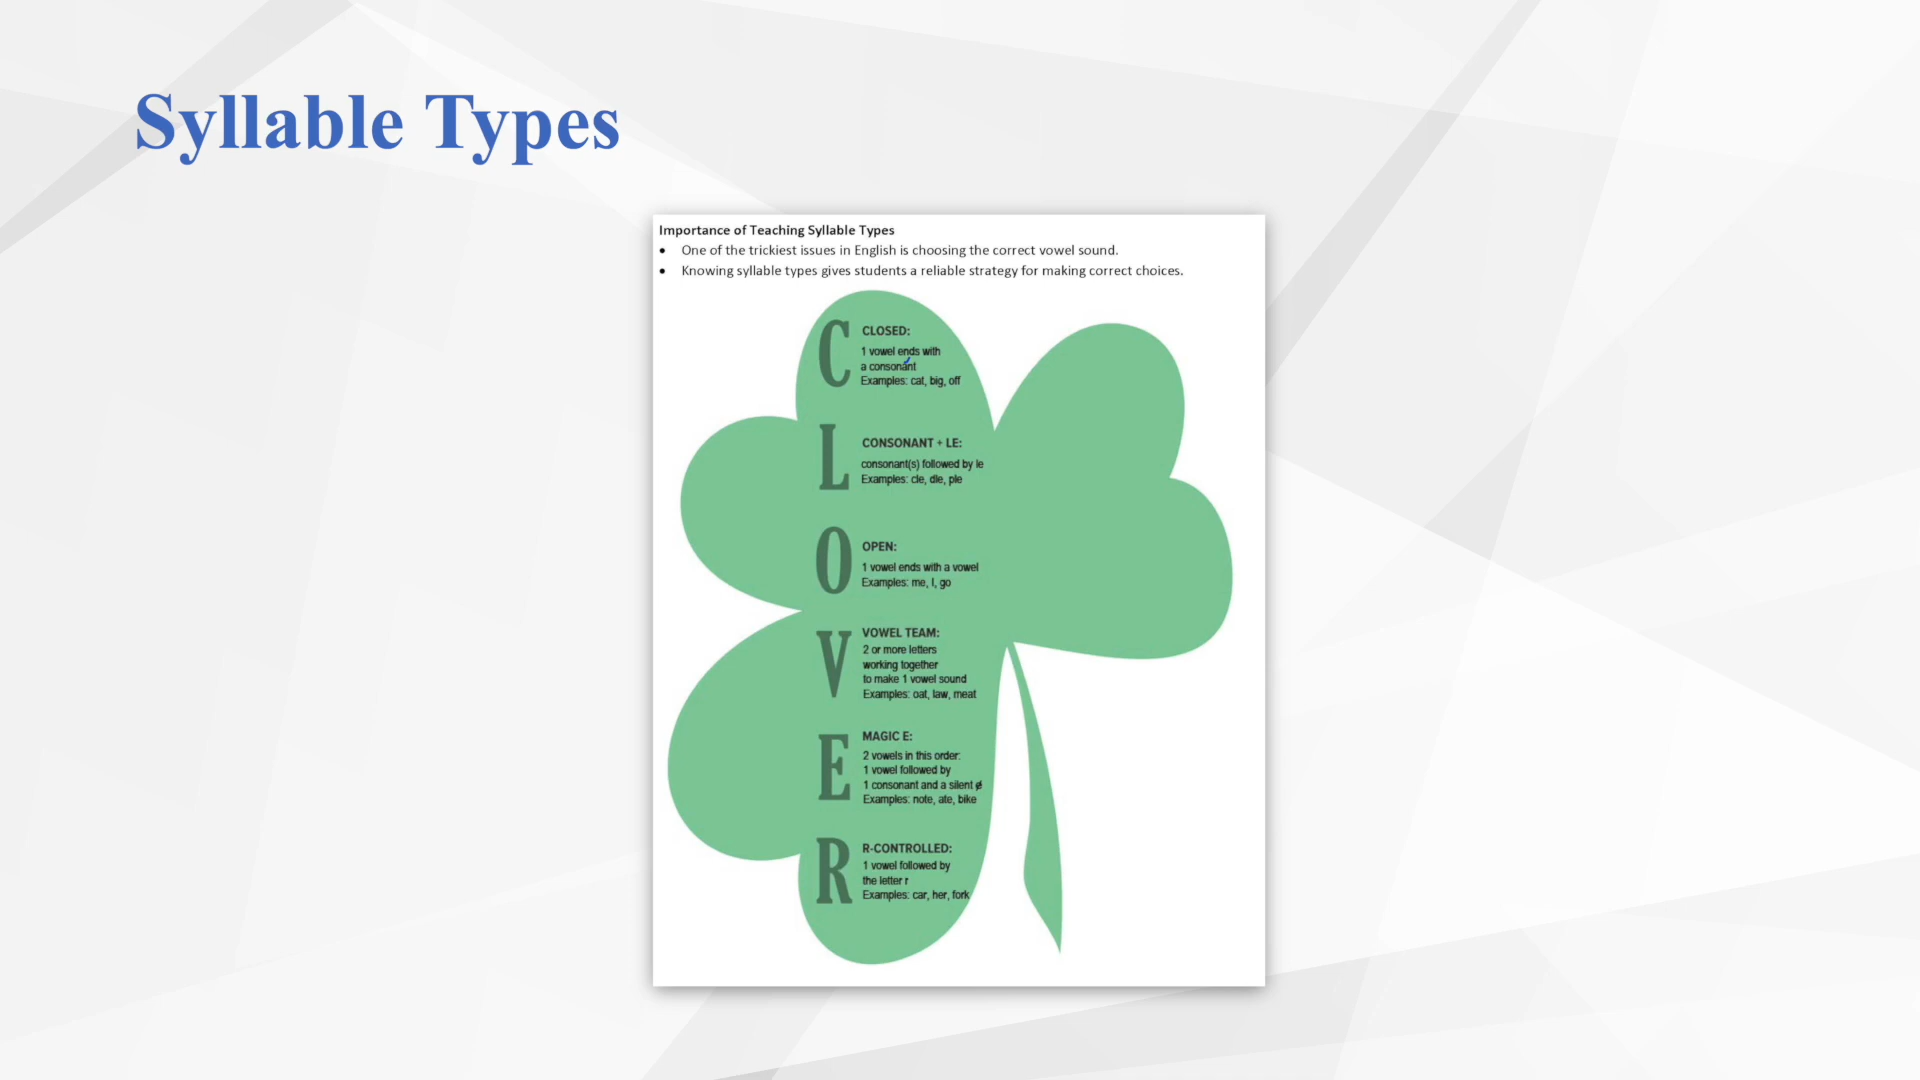 Syllable Types
Importance of Teaching Syllable Types
• One of the trickiest issues in English is choosing the correct vowel sound.
• Knowing syllable types gives students a reliable strategy for making correct choices.
C
CLOSED:
1 vowel ends with
a consonant
Examples: cat, big, off
L
CONSONANT + LE:
consonant(s) followed by le
Examples: cle, dle, ple
O
OPEN:
1 vowel ends with a vowel
Examples: me, I, go
V
VOWEL TEAM:
2 or more letters
working together
to make 1 vowel sound
Examples: oat, law, meat
E
MAGIC E:
2 vowels in this order:
1 vowel followed by
1 consonant and a silent e̸
Examples: note, ate, bike
R
R-CONTROLLED:
1 vowel followed by
the letter r
Examples: car, her, fork